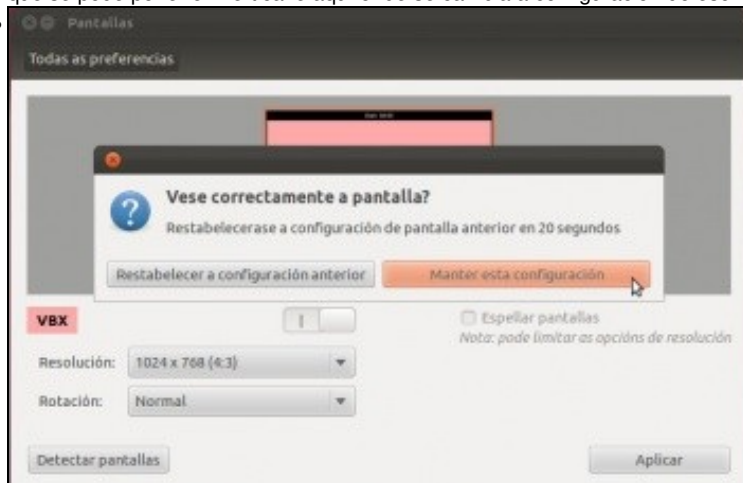 Pantallas
Todas as preferencias
Vese correctamente a pantalla?
Restabelecerase a configuración de pantalla anterior en 20 segundos
Restabelecer a configuración anterior
Manter esta configuración
VBX
Espellar pantallas
Nota: pode limitar as opcións de resolución
Resolución: 1024 x 768 (4:3)
Rotación: Normal
Detectar pantallas
Aplicar